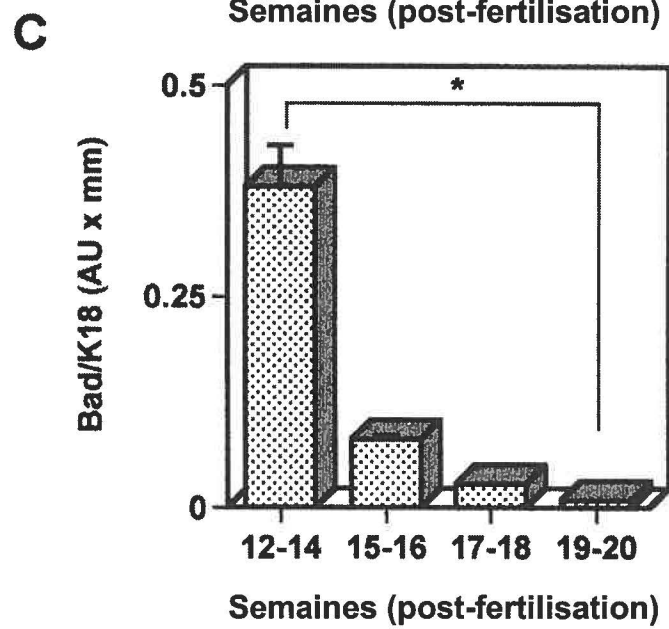 Semaines (post-fertilisation)
C
0.5
*
Bad/K18 (AU x mm)
0.25
0
12-14 15-16 17-18 19-20
Semaines (post-fertilisation)